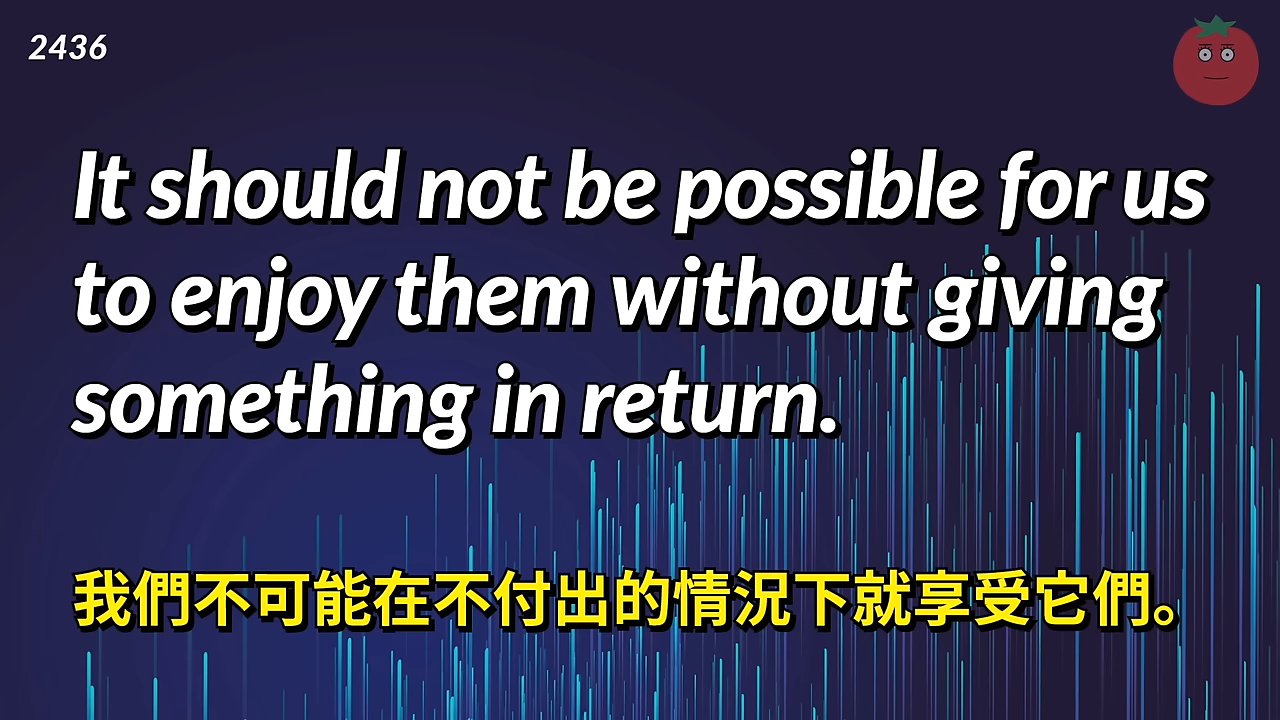 2436
It should not be possible for us
to enjoy them without giving
something in return.
我們不可能在不付出的情況下就享受它們。